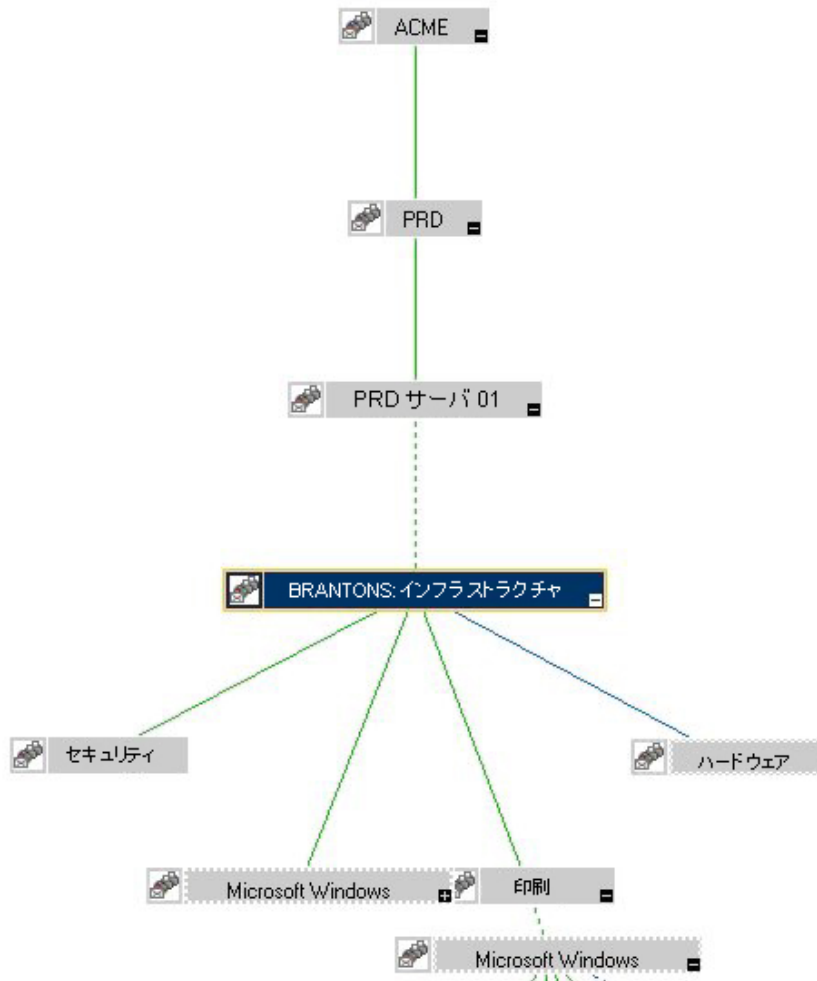 ACME
PRD
PRD サーバ 01
BRANTONS: インフラストラクチャ
セキュリティ
ハードウェア
Microsoft Windows
印刷
Microsoft Windows